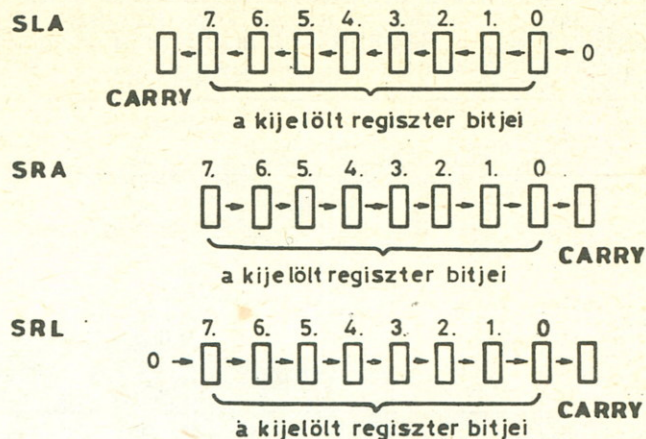 SLA 7. 6. 5. 4. 3. 2. 1. 0
0
CARRY
a kijelölt regiszter bitjei
SRA 7. 6. 5. 4. 3. 2. 1. 0
CARRY
a kijelölt regiszter bitjei
SRL 7. 6. 5. 4. 3. 2. 1. 0
0
CARRY
a kijelölt regiszter bitjei